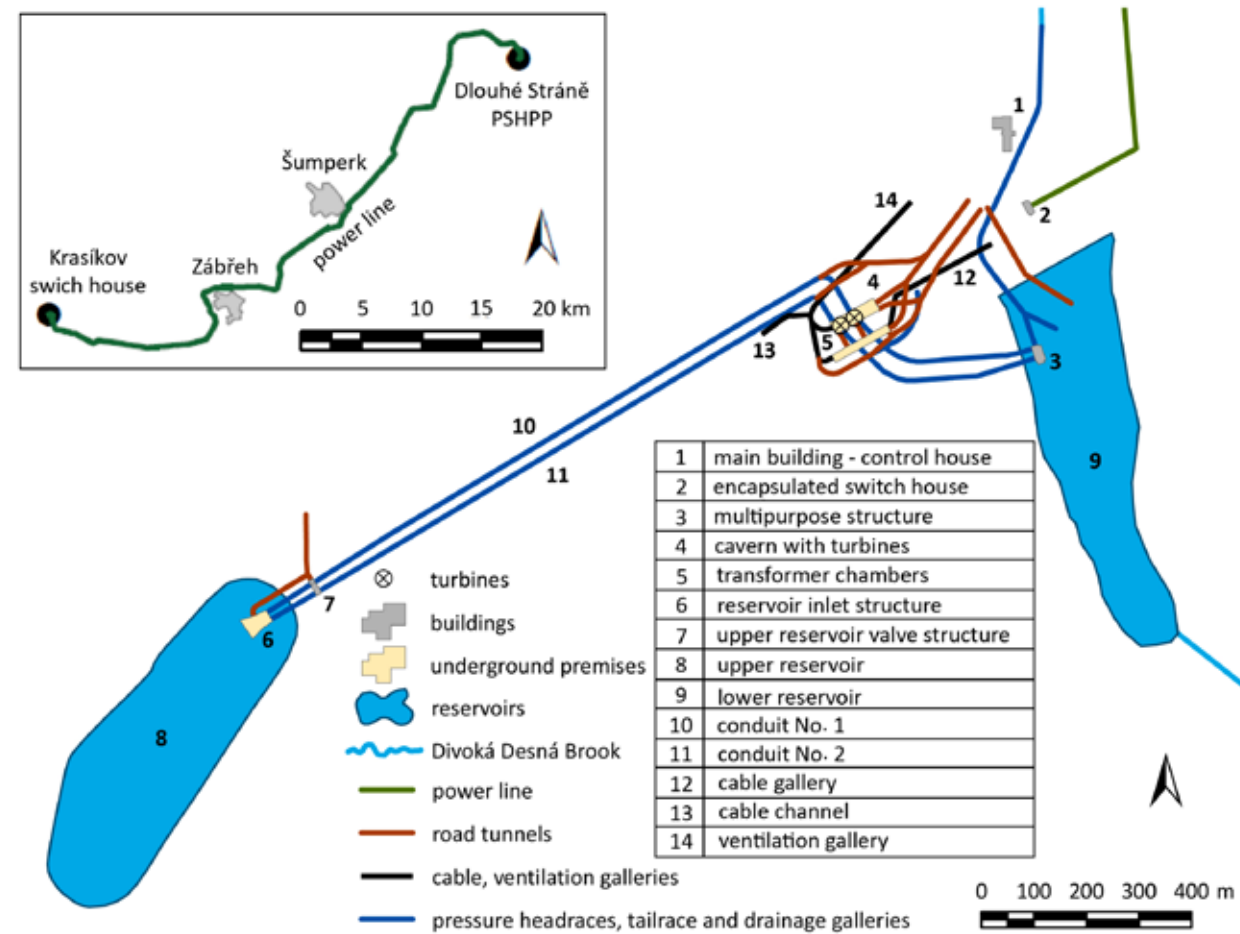 Dlouhé Stráně
PSHPP
Šumperk
power line
Krasíkov
swich house
Zábřeh
0 5 10 15 20 km
1
2
14
12
4
5
13
3
9
10
11
7
6
8
1 main building - control house
2 encapsulated switch house
3 multipurpose structure
4 cavern with turbines
5 transformer chambers
6 reservoir inlet structure
7 upper reservoir valve structure
8 upper reservoir
9 lower reservoir
10 conduit No. 1
11 conduit No. 2
12 cable gallery
13 cable channel
14 ventilation gallery
turbines
buildings
underground premises
reservoirs
Divoká Desná Brook
power line
road tunnels
cable, ventilation galleries
pressure headraces, tailrace and drainage galleries
0 100 200 300 400 m